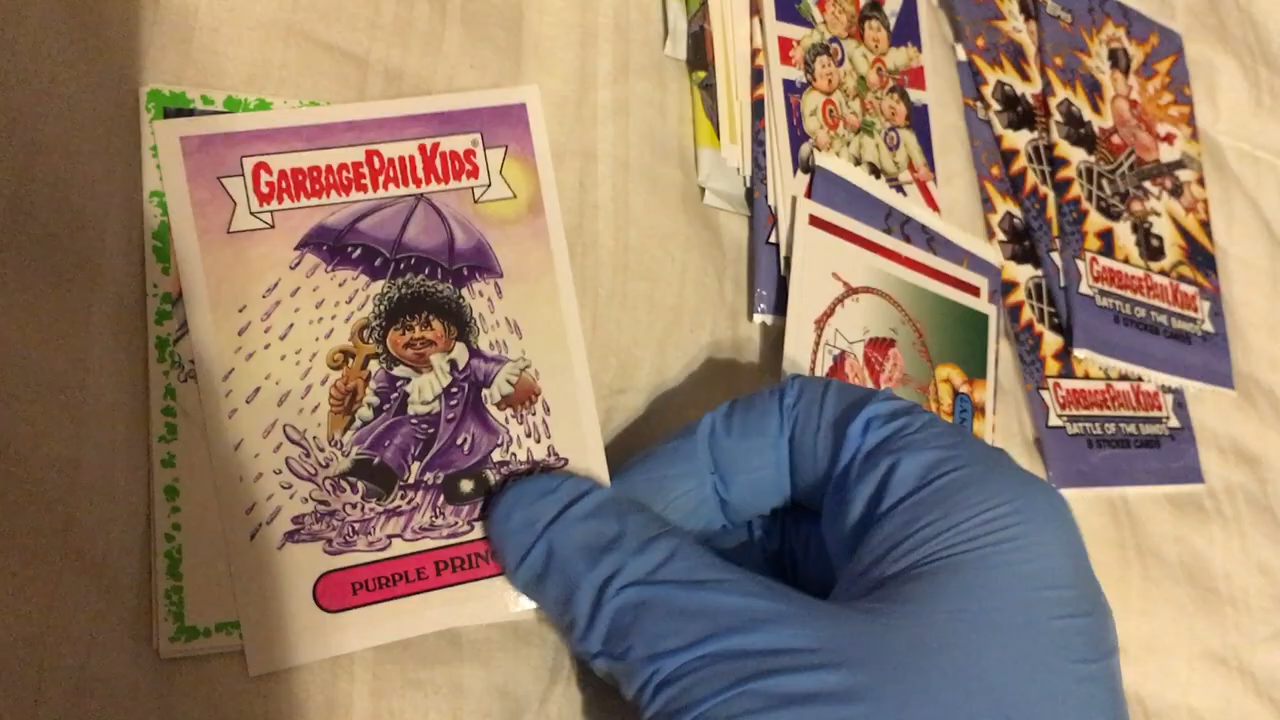 GARBAGE PAIL KIDS®
PURPLE PRIN
GARBAGE PAIL KIDS
BATTLE OF THE BANDS
8 STICKER CARDS
GARBAGE PAIL KIDS
BATTLE OF THE BANDS
8 STICKER CARDS